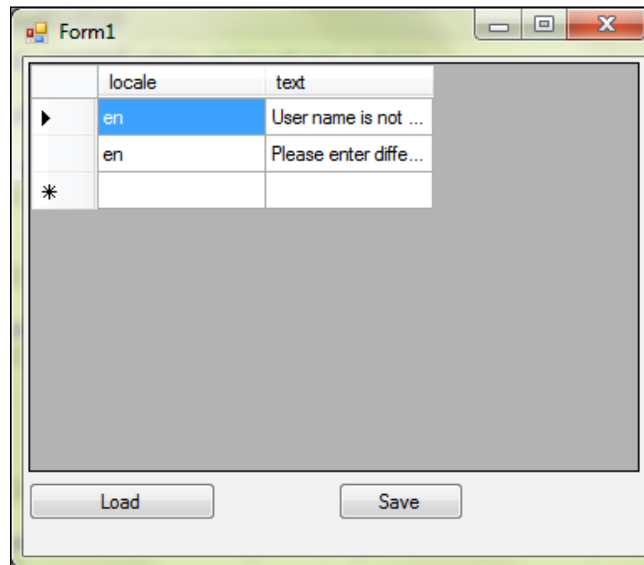 Form1
locale text
en User name is not ...
en Please enter diffe...
Load Save